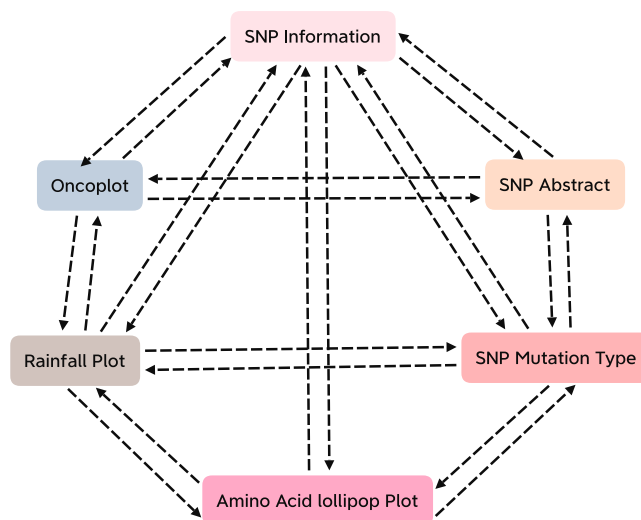 SNP Information
Oncoplot
SNP Abstract
Rainfall Plot
SNP Mutation Type
Amino Acid lollipop Plot